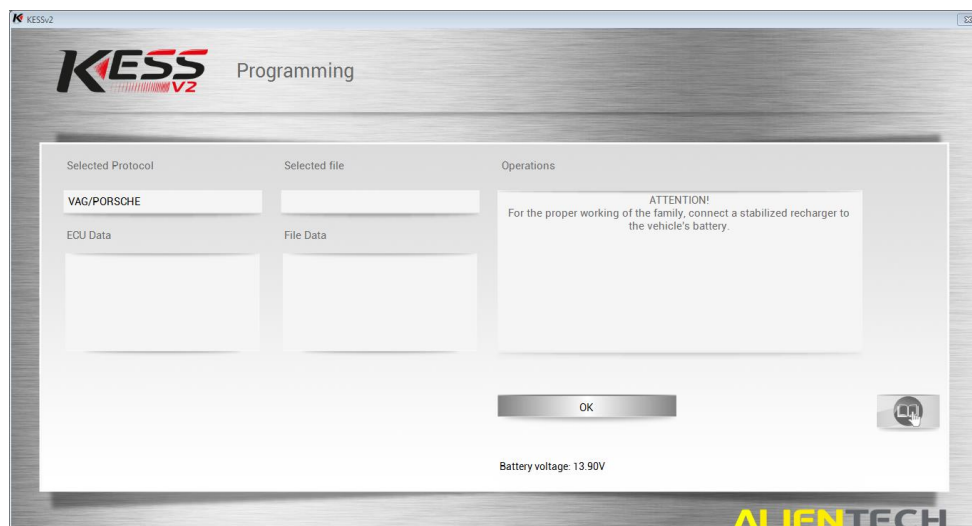 KESSv2
KESS
V2
Programming
Selected Protocol
Selected file
Operations
VAG/PORSCHE
ATTENTION!
For the proper working of the family, connect a stabilized recharger to
the vehicle's battery.
ECU Data
File Data
OK
Battery voltage: 13.90V
ALIENTECH